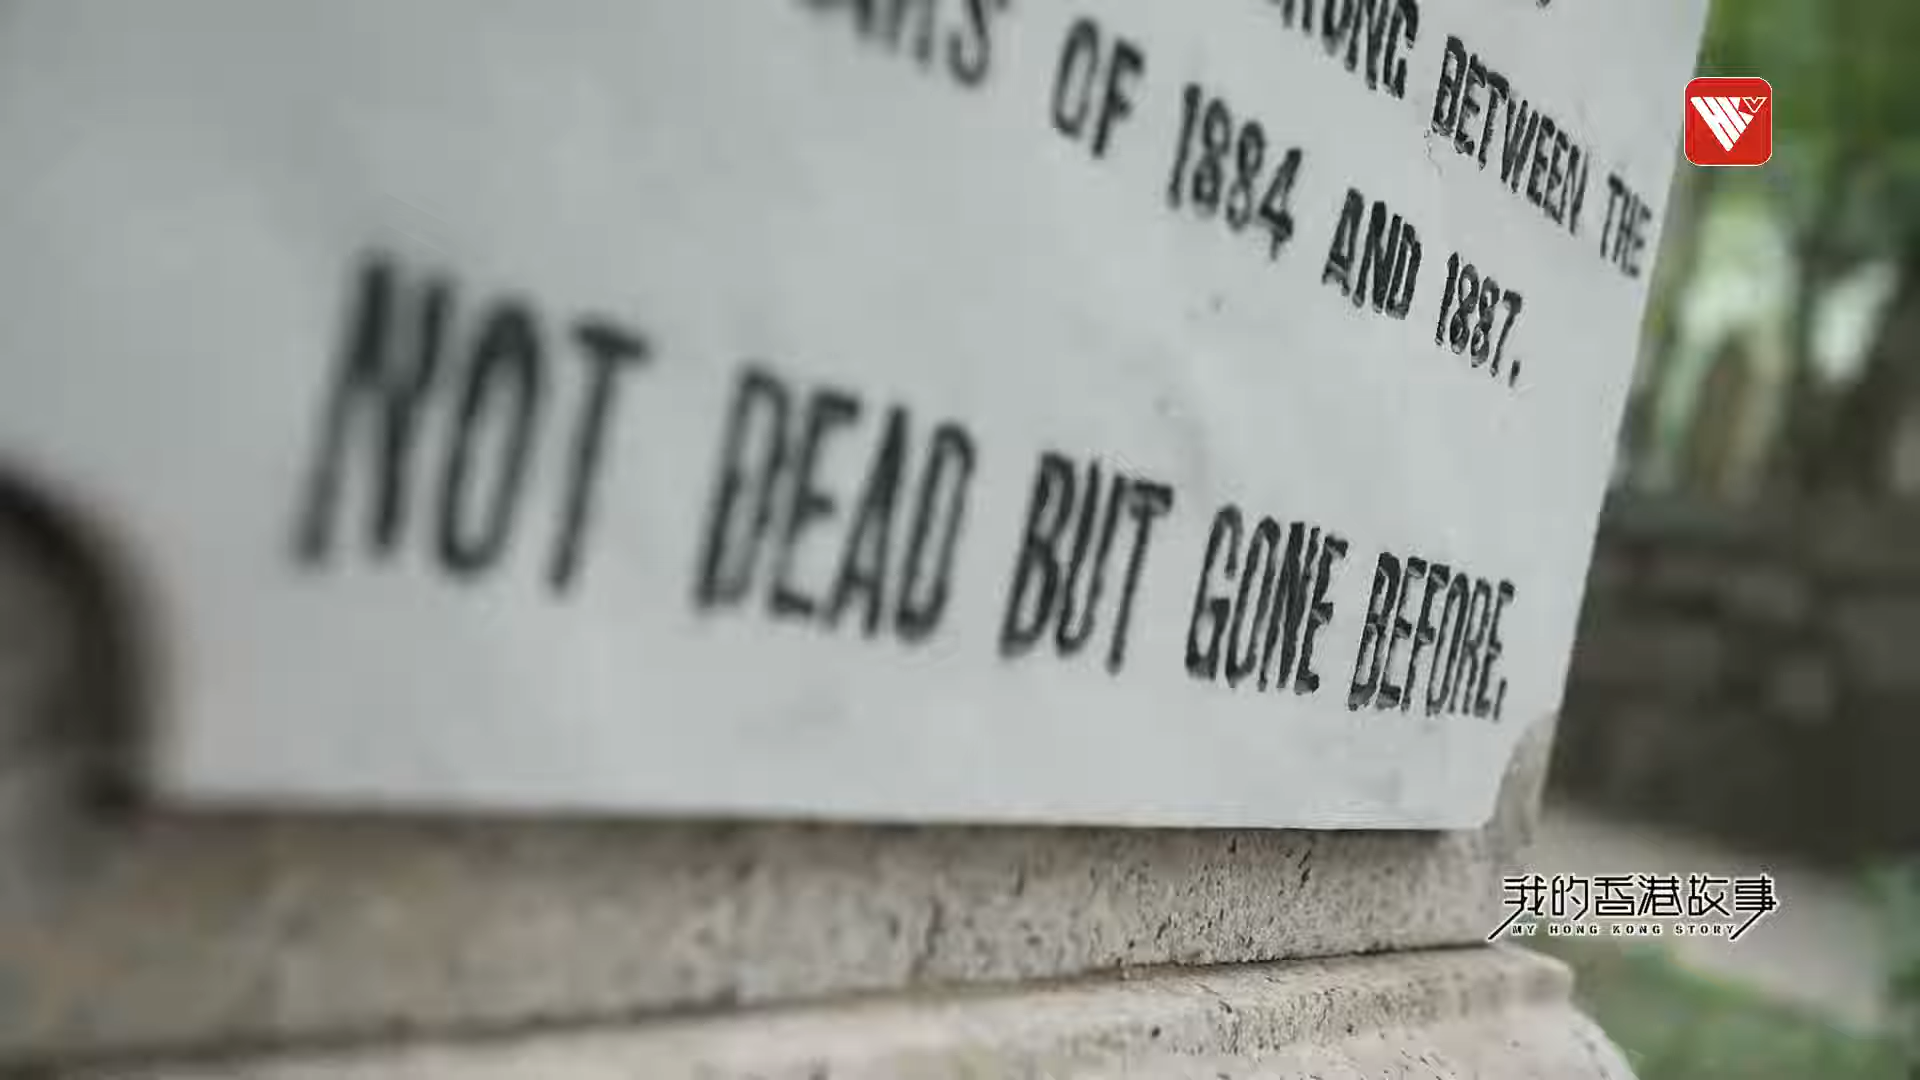 BETWEEN THE
OF 1884 AND 1887.
NOT DEAD BUT GONE BEFORE.
我的香港故事
MY HONG KONG STORY